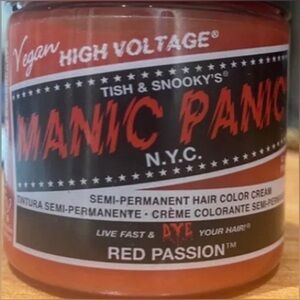 Vegan HIGH VOLTAGE®
TISH & SNOOKY'S®
MANIC PANIC
N.Y.C.
SEMI-PERMANENT HAIR COLOR CREAM
TINTURA SEMI-PERMANENTE • CRÈME COLORANTE SEMI-PERMAN
LIVE FAST & DYE YOUR HAIR!®
RED PASSION™